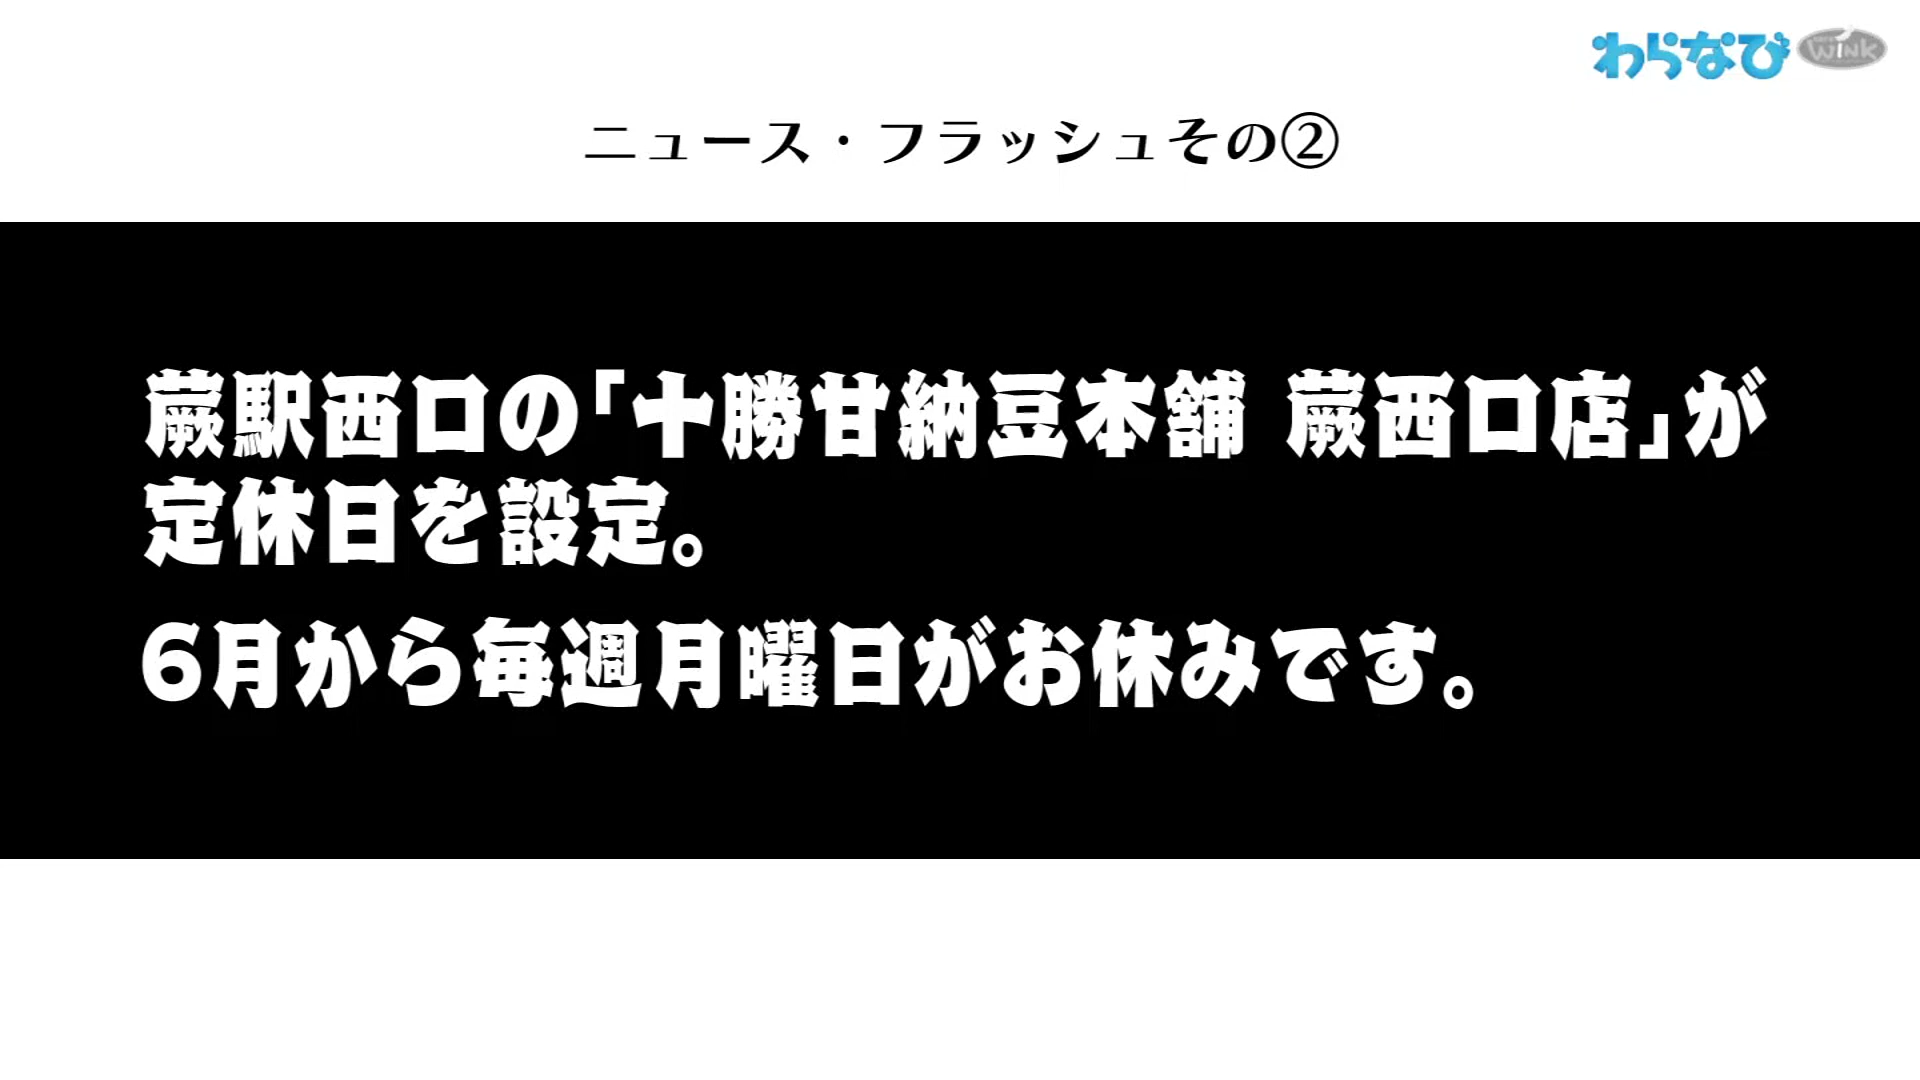 わらなび WINK
ニュース・フラッシュその②
蕨駅西口の「十勝甘納豆本舗 蕨西口店」が
定休日を設定。
6月から毎週月曜日がお休みです。